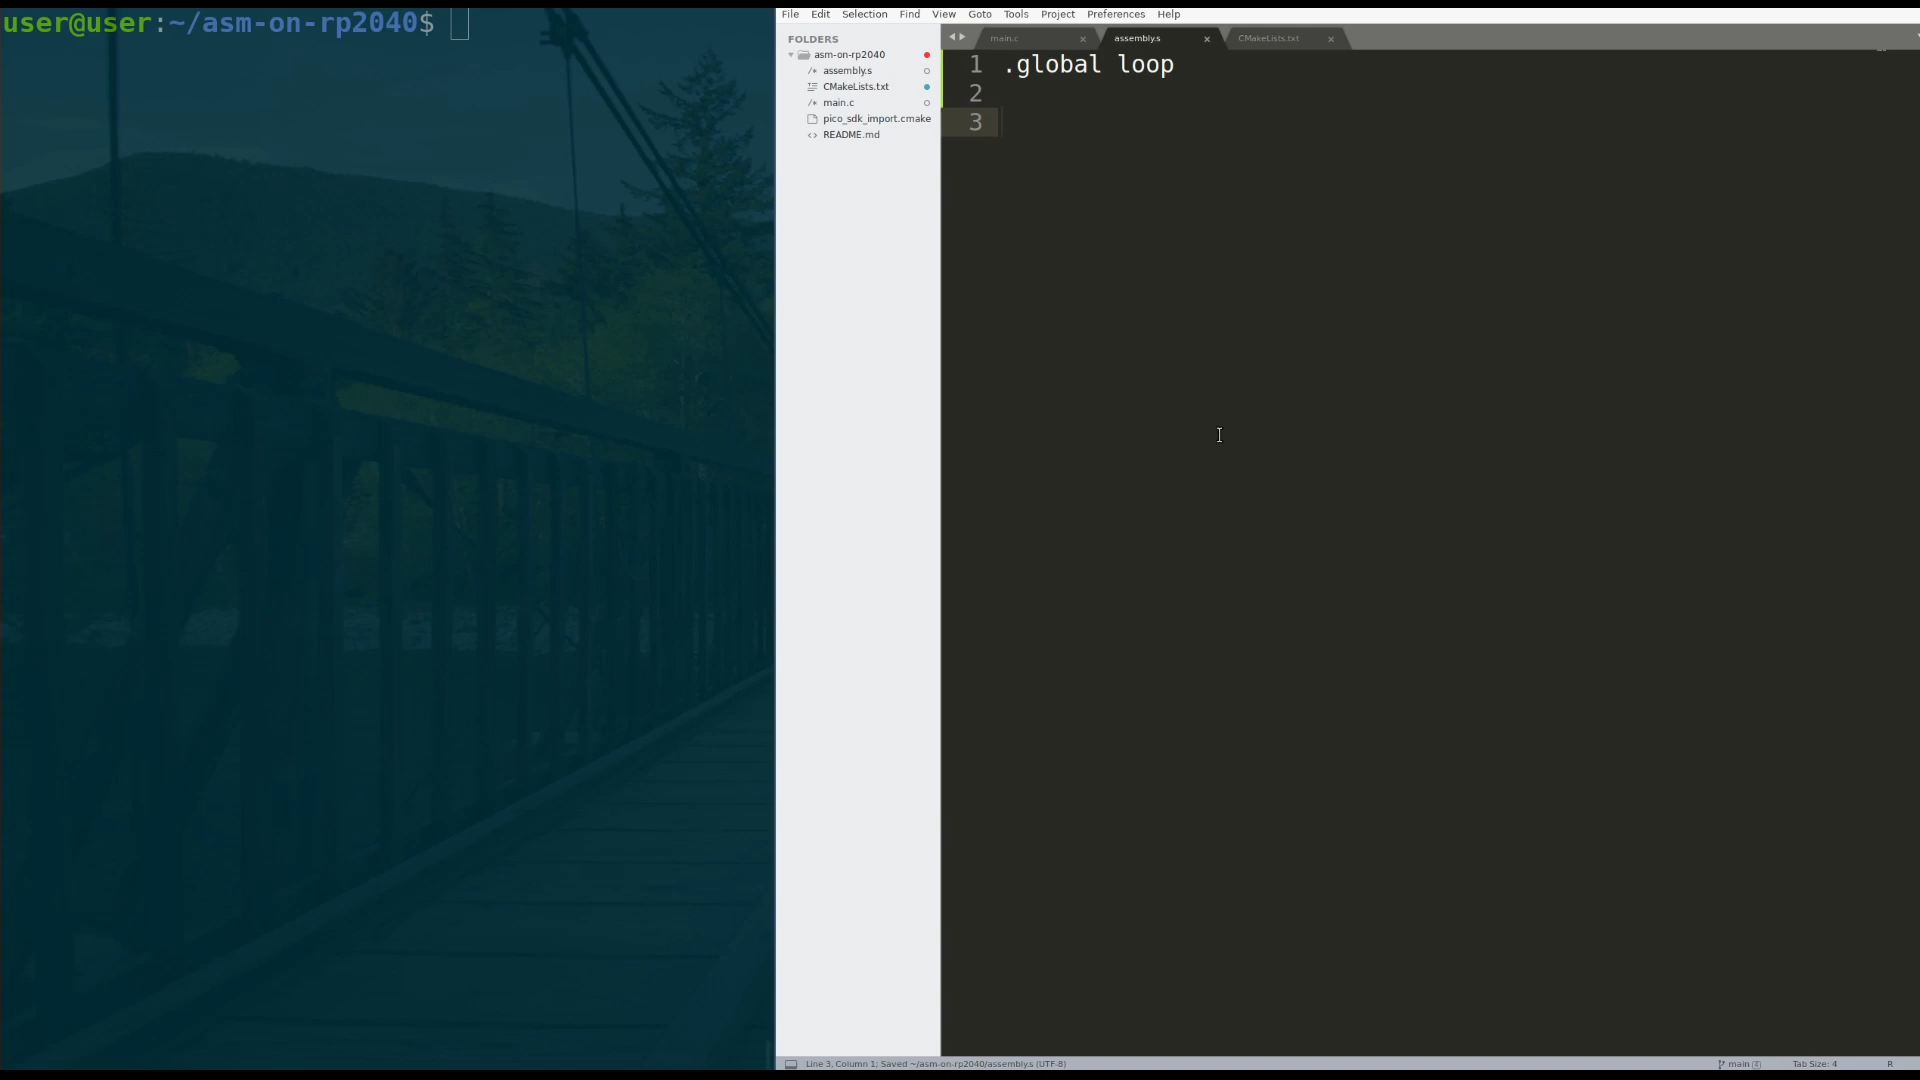 user@user:~/asm-on-rp2040$
File Edit Selection Find View Goto Tools Project Preferences Help
FOLDERS
asm-on-rp2040
/* assembly.s
CMakeLists.txt
/* main.c
pico_sdk_import.cmake
<> README.md
main.c × assembly.s × CMakeLists.txt ×
1 .global loop
2
3
Line 3, Column 1; Saved ~/asm-on-rp2040/assembly.s (UTF-8)
main
Tab Size: 4
R